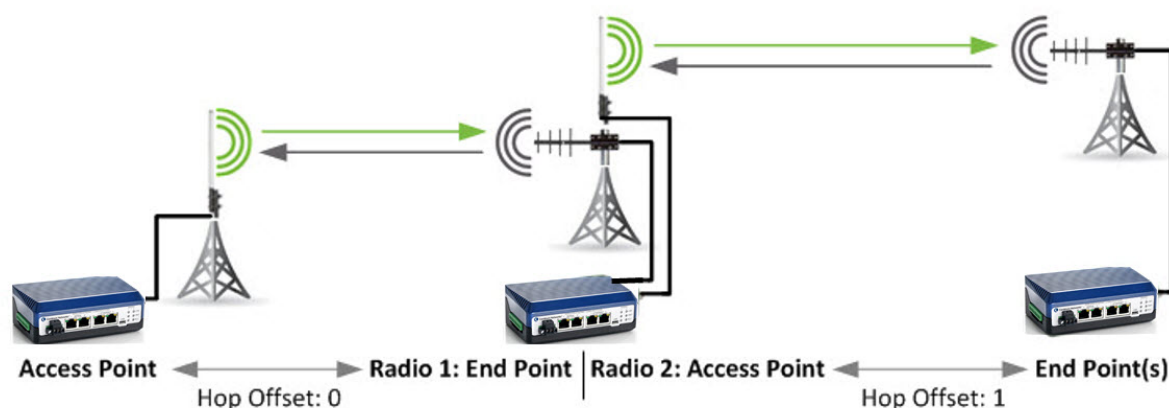 Access Point
Radio 1: End Point
Radio 2: Access Point
End Point(s)
Hop Offset: 0
Hop Offset: 1